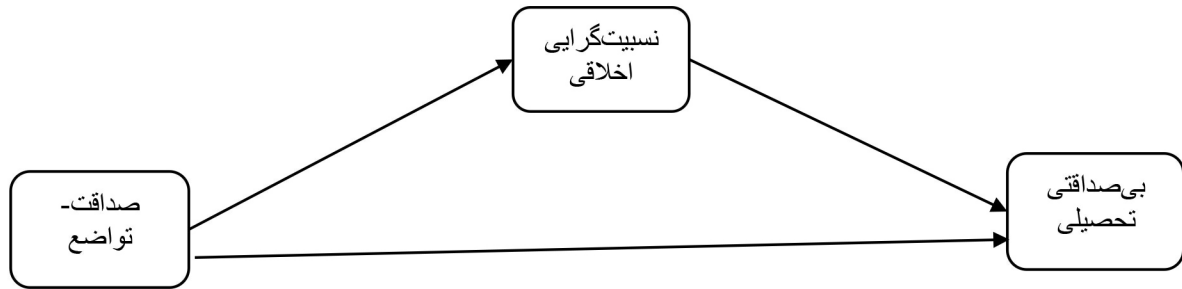 نسبیت‌گرایی
اخلاقی
صداقت-
تواضع
بی‌صداقتی
تحصیلی